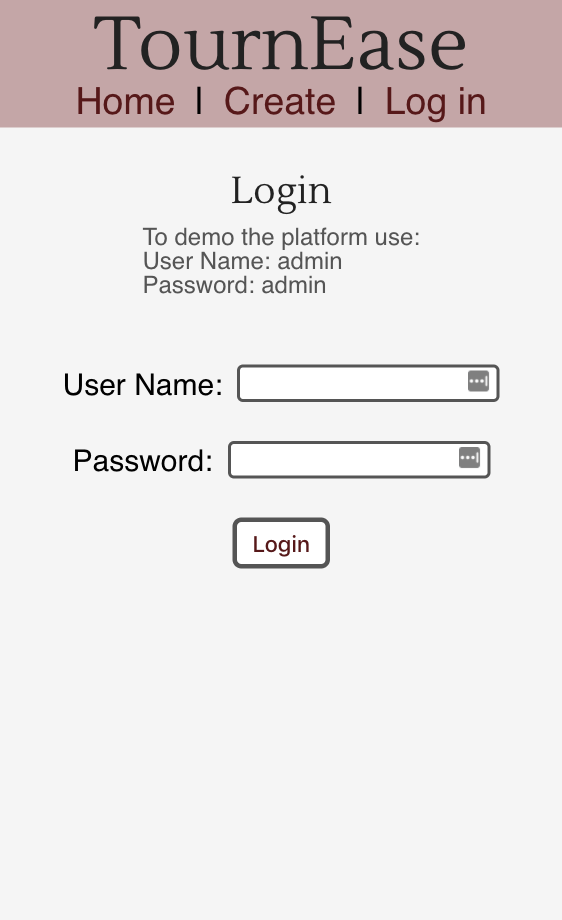 TournEase
Home | Create | Log in
Login
To demo the platform use:
User Name: admin
Password: admin
User Name:
Password:
Login